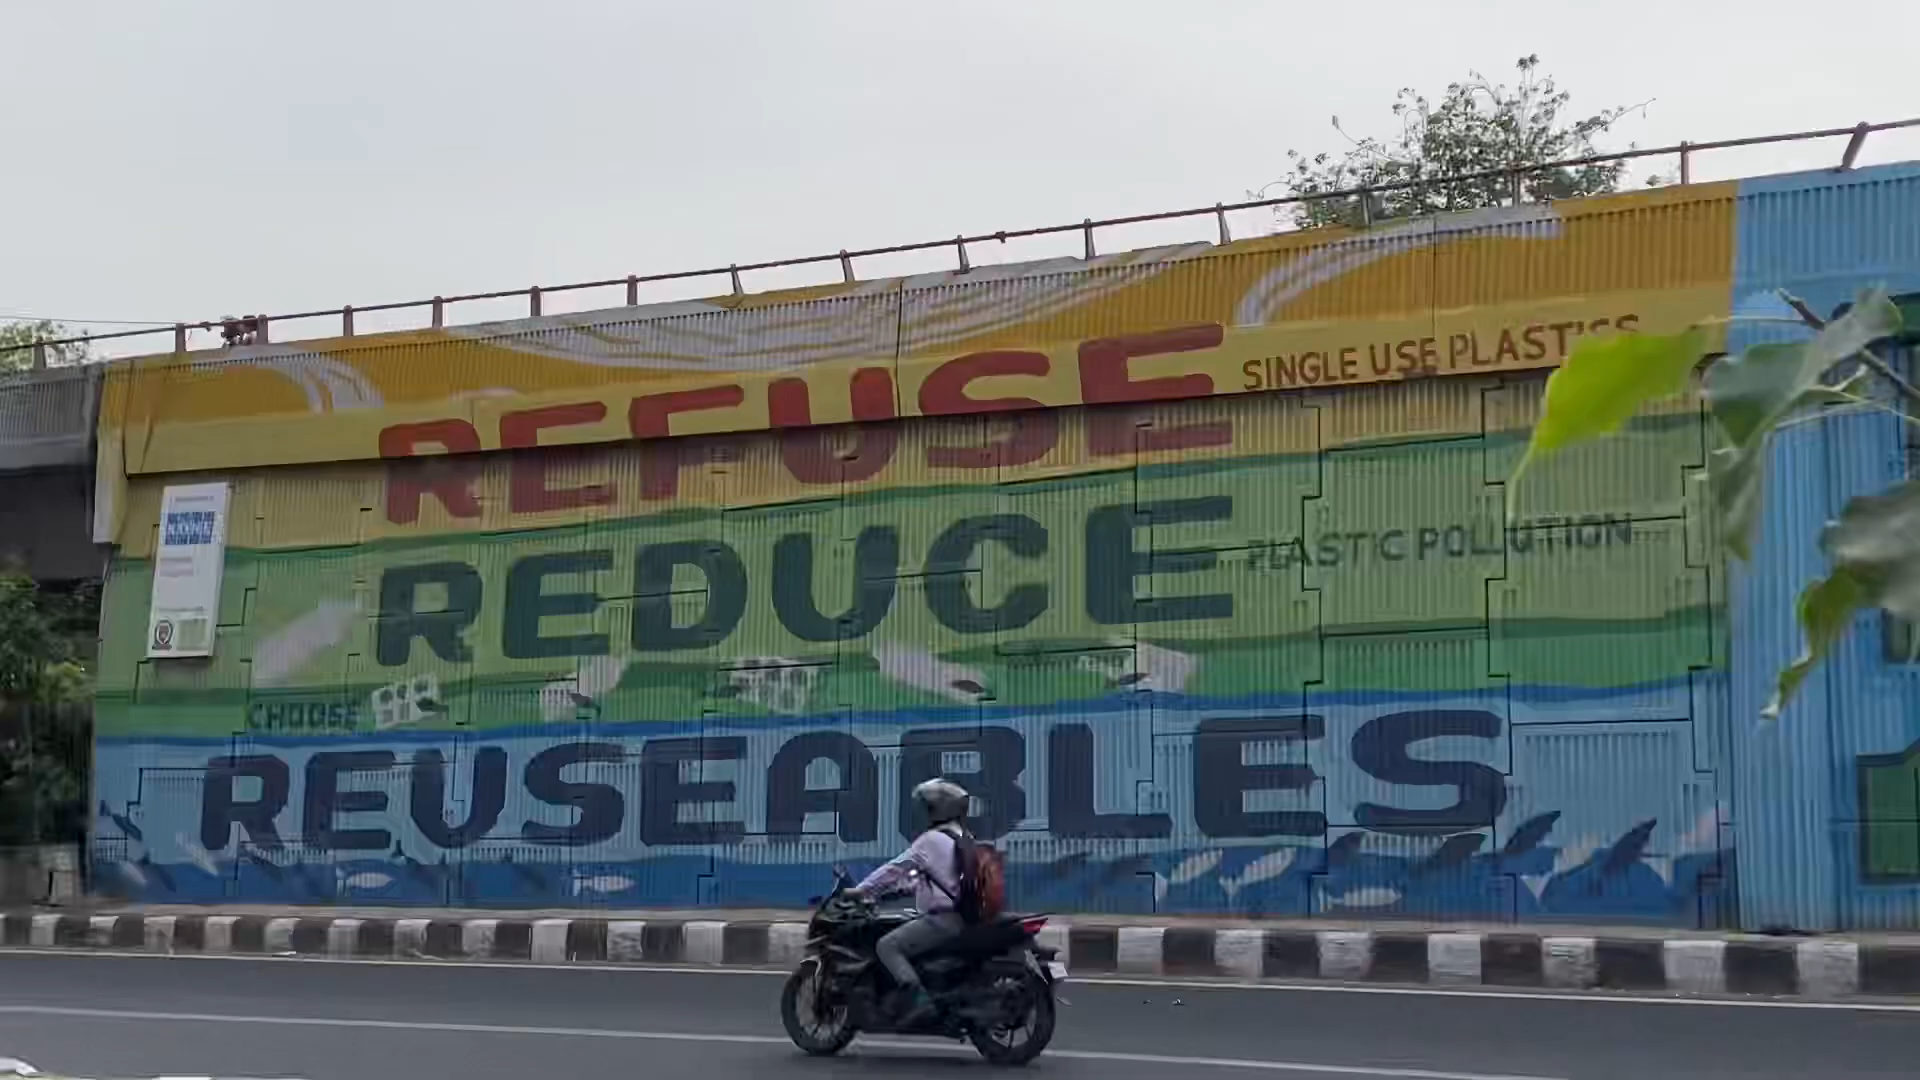 REFUSE SINGLE USE PLASTICS
REDUCE PLASTIC POLLUTION
CHOOSE
REUSEABLES